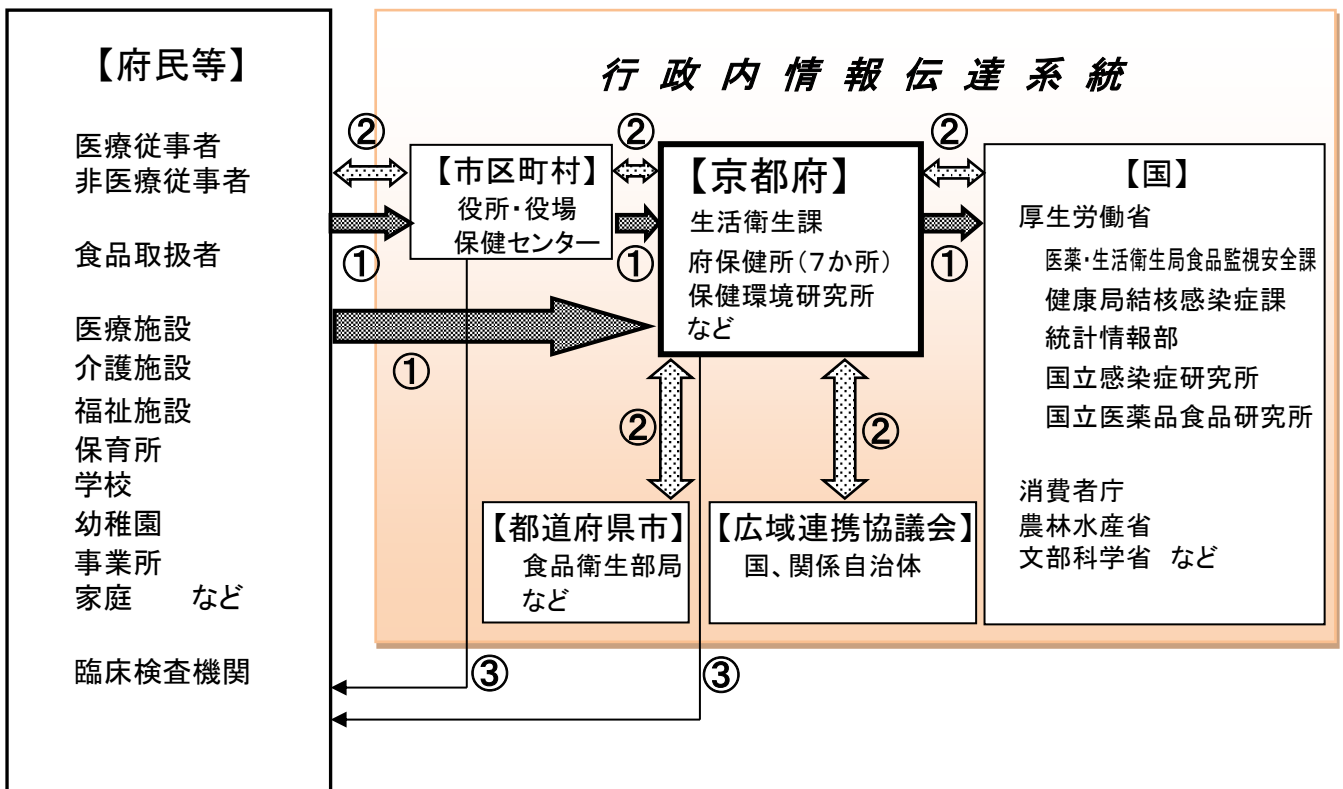 【府民等】
医療従事者
非医療従事者
食品取扱者
医療施設
介護施設
福祉施設
保育所
学校
幼稚園
事業所
家庭 など
臨床検査機関
行政内情報伝達系統
②
②
②
【市区町村】
役所・役場
保健センター
①
①
①
①
【京都府】
生活衛生課
府保健所(7か所)
保健環境研究所
など
【国】
厚生労働省
医薬・生活衛生局食品監視安全課
健康局結核感染症課
統計情報部
国立感染症研究所
国立医薬品食品研究所
消費者庁
農林水産省
文部科学省 など
②
②
【都道府県市】
食品衛生部局
など
【広域連携協議会】
国、関係自治体
③
③